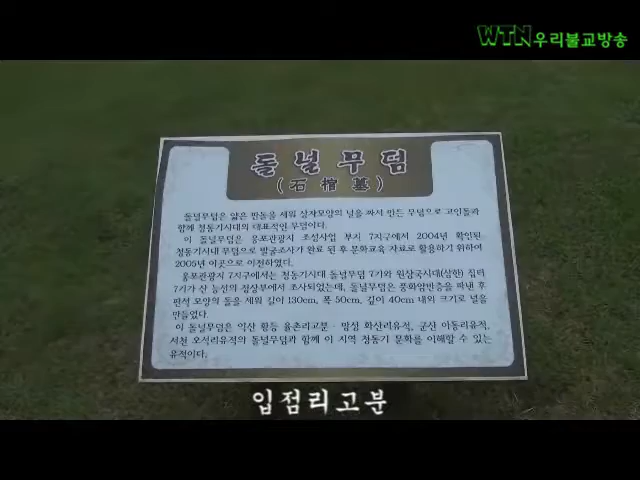 WTN우리불교방송
돌널무덤
(石棺墓)
돌널무덤은 얇은 판돌을 세워 상자모양의 널을 짜서 만든 무덤으로 고인돌과
함께 청동기시대의 대표적인 무덤이다.
이 돌널무덤은 웅포관광지 조성사업 부지 7지구에서 2004년 확인된
청동기시대 무덤으로 발굴조사가 완료 된 후 문화교육 자료로 활용하기 위하여
2005년 이곳으로 이전하였다.
웅포관광지 7지구에서는 청동기시대 돌널무덤 7기와 원삼국시대(삼한) 집터
7기가 산 능선의 정상부에서 조사되었는데, 돌널무덤은 풍화암반층을 파낸 후
판석 모양의 돌을 세워 길이 130cm, 폭 50cm, 깊이 40cm 내외 크기로 널을
만들었다.
이 돌널무덤은 익산 황등 율촌리고분 · 망성 화산리유적, 군산 아동리유적,
서천 오석리유적의 돌널무덤과 함께 이 지역 청동기 문화를 이해할 수 있는
유적이다.
입점리고분